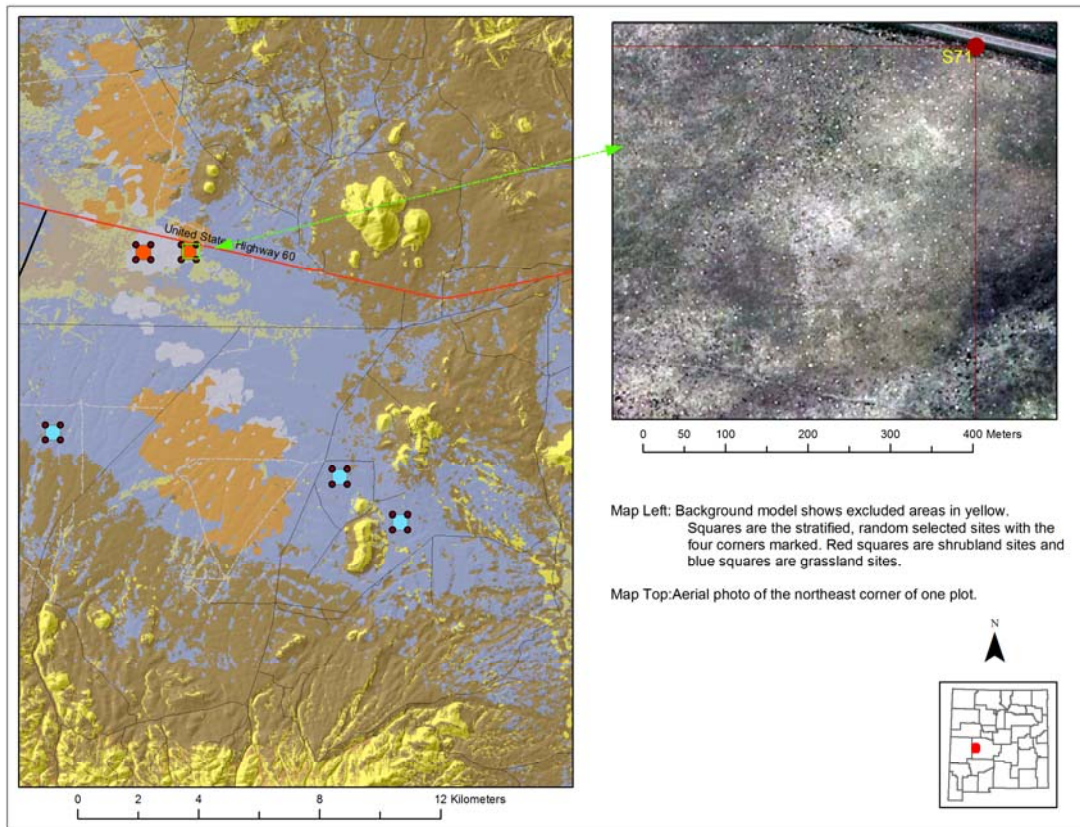 United States Highway 60
0 2 4 8 12 Kilometers
S71
0 50 100 200 300 400 Meters
Map Left: Background model shows excluded areas in yellow.
Squares are the stratified, random selected sites with the
four corners marked. Red squares are shrubland sites and
blue squares are grassland sites.
Map Top:Aerial photo of the northeast corner of one plot.
N